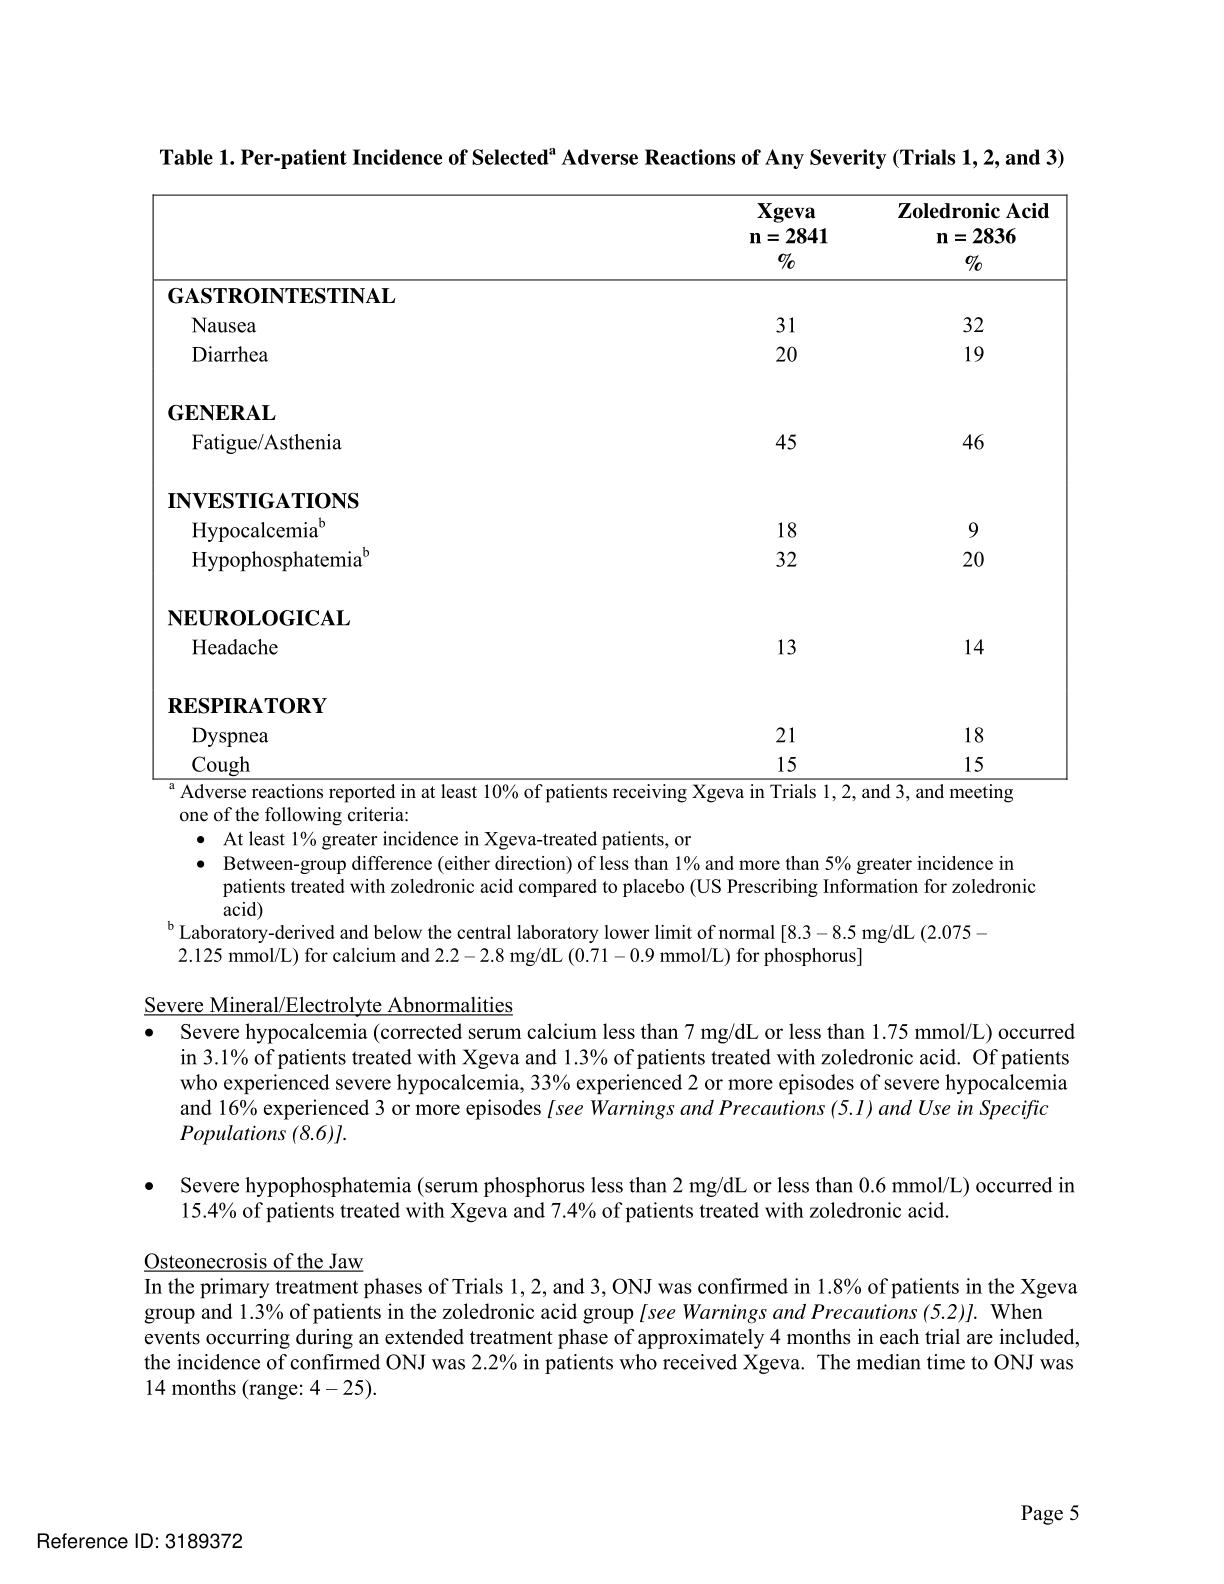 Table 1. Per-patient Incidence of Selectedᵃ Adverse Reactions of Any Severity (Trials 1, 2, and 3)
Xgeva Zoledronic Acid
n = 2841 n = 2836
% %
GASTROINTESTINAL
Nausea 31 32
Diarrhea 20 19
GENERAL
Fatigue/Asthenia 45 46
INVESTIGATIONS
Hypocalcemiaᵇ 18 9
Hypophosphatemiaᵇ 32 20
NEUROLOGICAL
Headache 13 14
RESPIRATORY
Dyspnea 21 18
Cough 15 15
ᵃ Adverse reactions reported in at least 10% of patients receiving Xgeva in Trials 1, 2, and 3, and meeting
one of the following criteria:
• At least 1% greater incidence in Xgeva-treated patients, or
• Between-group difference (either direction) of less than 1% and more than 5% greater incidence in
patients treated with zoledronic acid compared to placebo (US Prescribing Information for zoledronic
acid)
ᵇ Laboratory-derived and below the central laboratory lower limit of normal [8.3 – 8.5 mg/dL (2.075 –
2.125 mmol/L) for calcium and 2.2 – 2.8 mg/dL (0.71 – 0.9 mmol/L) for phosphorus]
Severe Mineral/Electrolyte Abnormalities
• Severe hypocalcemia (corrected serum calcium less than 7 mg/dL or less than 1.75 mmol/L) occurred
in 3.1% of patients treated with Xgeva and 1.3% of patients treated with zoledronic acid. Of patients
who experienced severe hypocalcemia, 33% experienced 2 or more episodes of severe hypocalcemia
and 16% experienced 3 or more episodes [see Warnings and Precautions (5.1) and Use in Specific
Populations (8.6)].
• Severe hypophosphatemia (serum phosphorus less than 2 mg/dL or less than 0.6 mmol/L) occurred in
15.4% of patients treated with Xgeva and 7.4% of patients treated with zoledronic acid.
Osteonecrosis of the Jaw
In the primary treatment phases of Trials 1, 2, and 3, ONJ was confirmed in 1.8% of patients in the Xgeva
group and 1.3% of patients in the zoledronic acid group [see Warnings and Precautions (5.2)]. When
events occurring during an extended treatment phase of approximately 4 months in each trial are included,
the incidence of confirmed ONJ was 2.2% in patients who received Xgeva. The median time to ONJ was
14 months (range: 4 – 25).
Page 5
Reference ID: 3189372